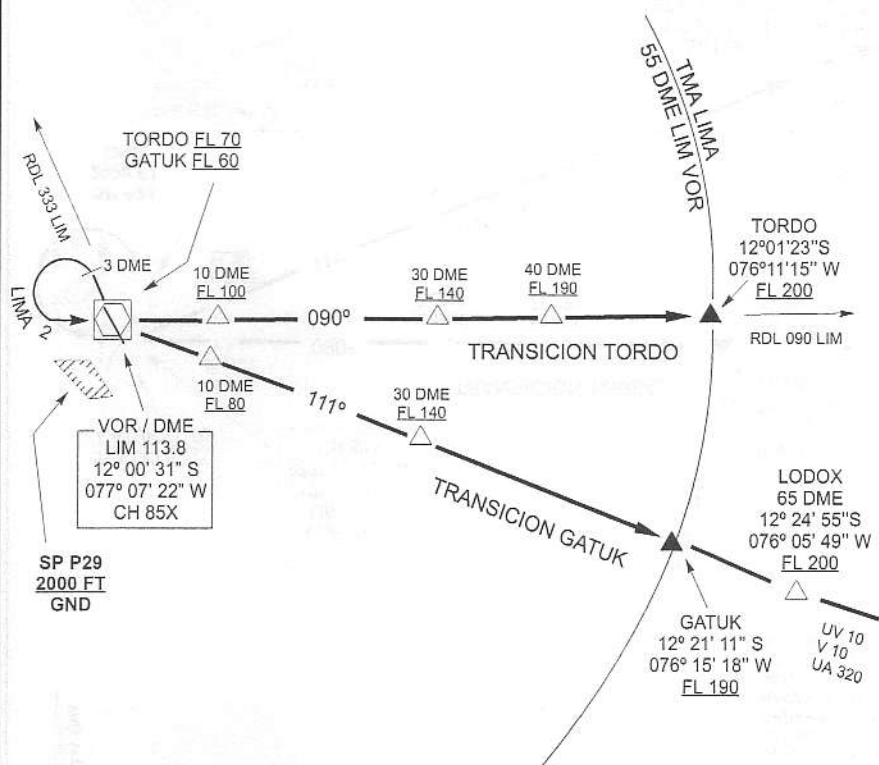 TMA LIMA
55 DME LIM VOR
TORDO FL 70
GATUK FL 60
RDL 333 LIM
3 DME
LIMA 2
10 DME
FL 100
090º
30 DME
FL 140
40 DME
FL 190
TRANSICION TORDO
TORDO
12º01'23"S
076º11'15" W
FL 200
RDL 090 LIM
10 DME
FL 80
111º
30 DME
FL 140
TRANSICION GATUK
VOR / DME
LIM 113.8
12º 00' 31" S
077º 07' 22" W
CH 85X
SP P29
2000 FT
GND
LODOX
65 DME
12º 24' 55"S
076º 05' 49" W
FL 200
GATUK
12º 21' 11" S
076º 15' 18" W
FL 190
UV 10
V 10
UA 320